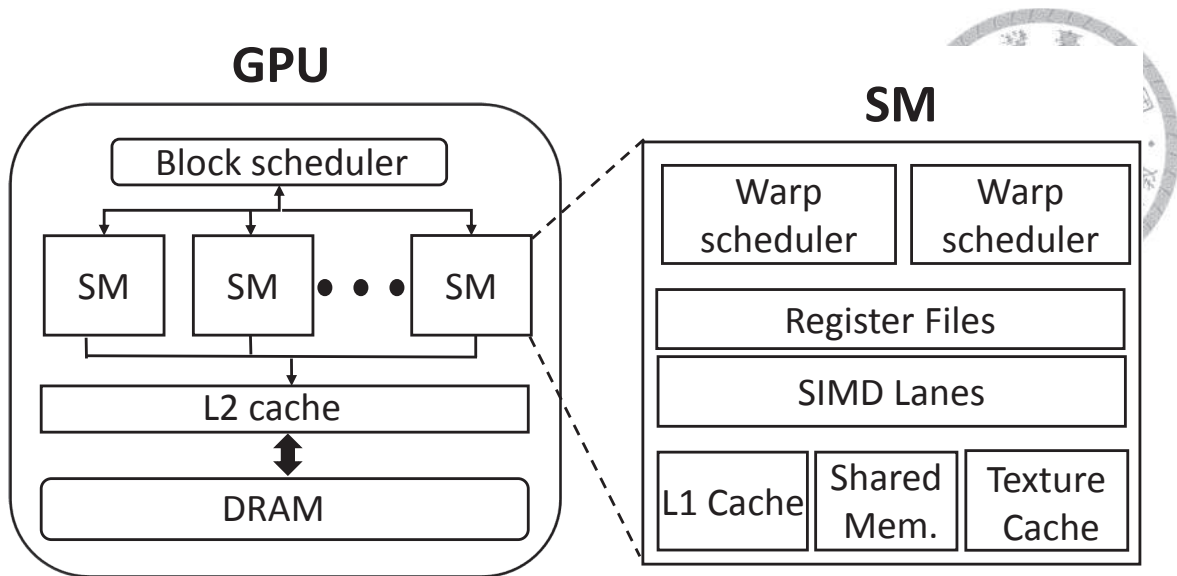 GPU
Block scheduler
SM
SM
SM
L2 cache
DRAM
SM
Warp
scheduler
Warp
scheduler
Register Files
SIMD Lanes
L1 Cache
Shared
Mem.
Texture
Cache